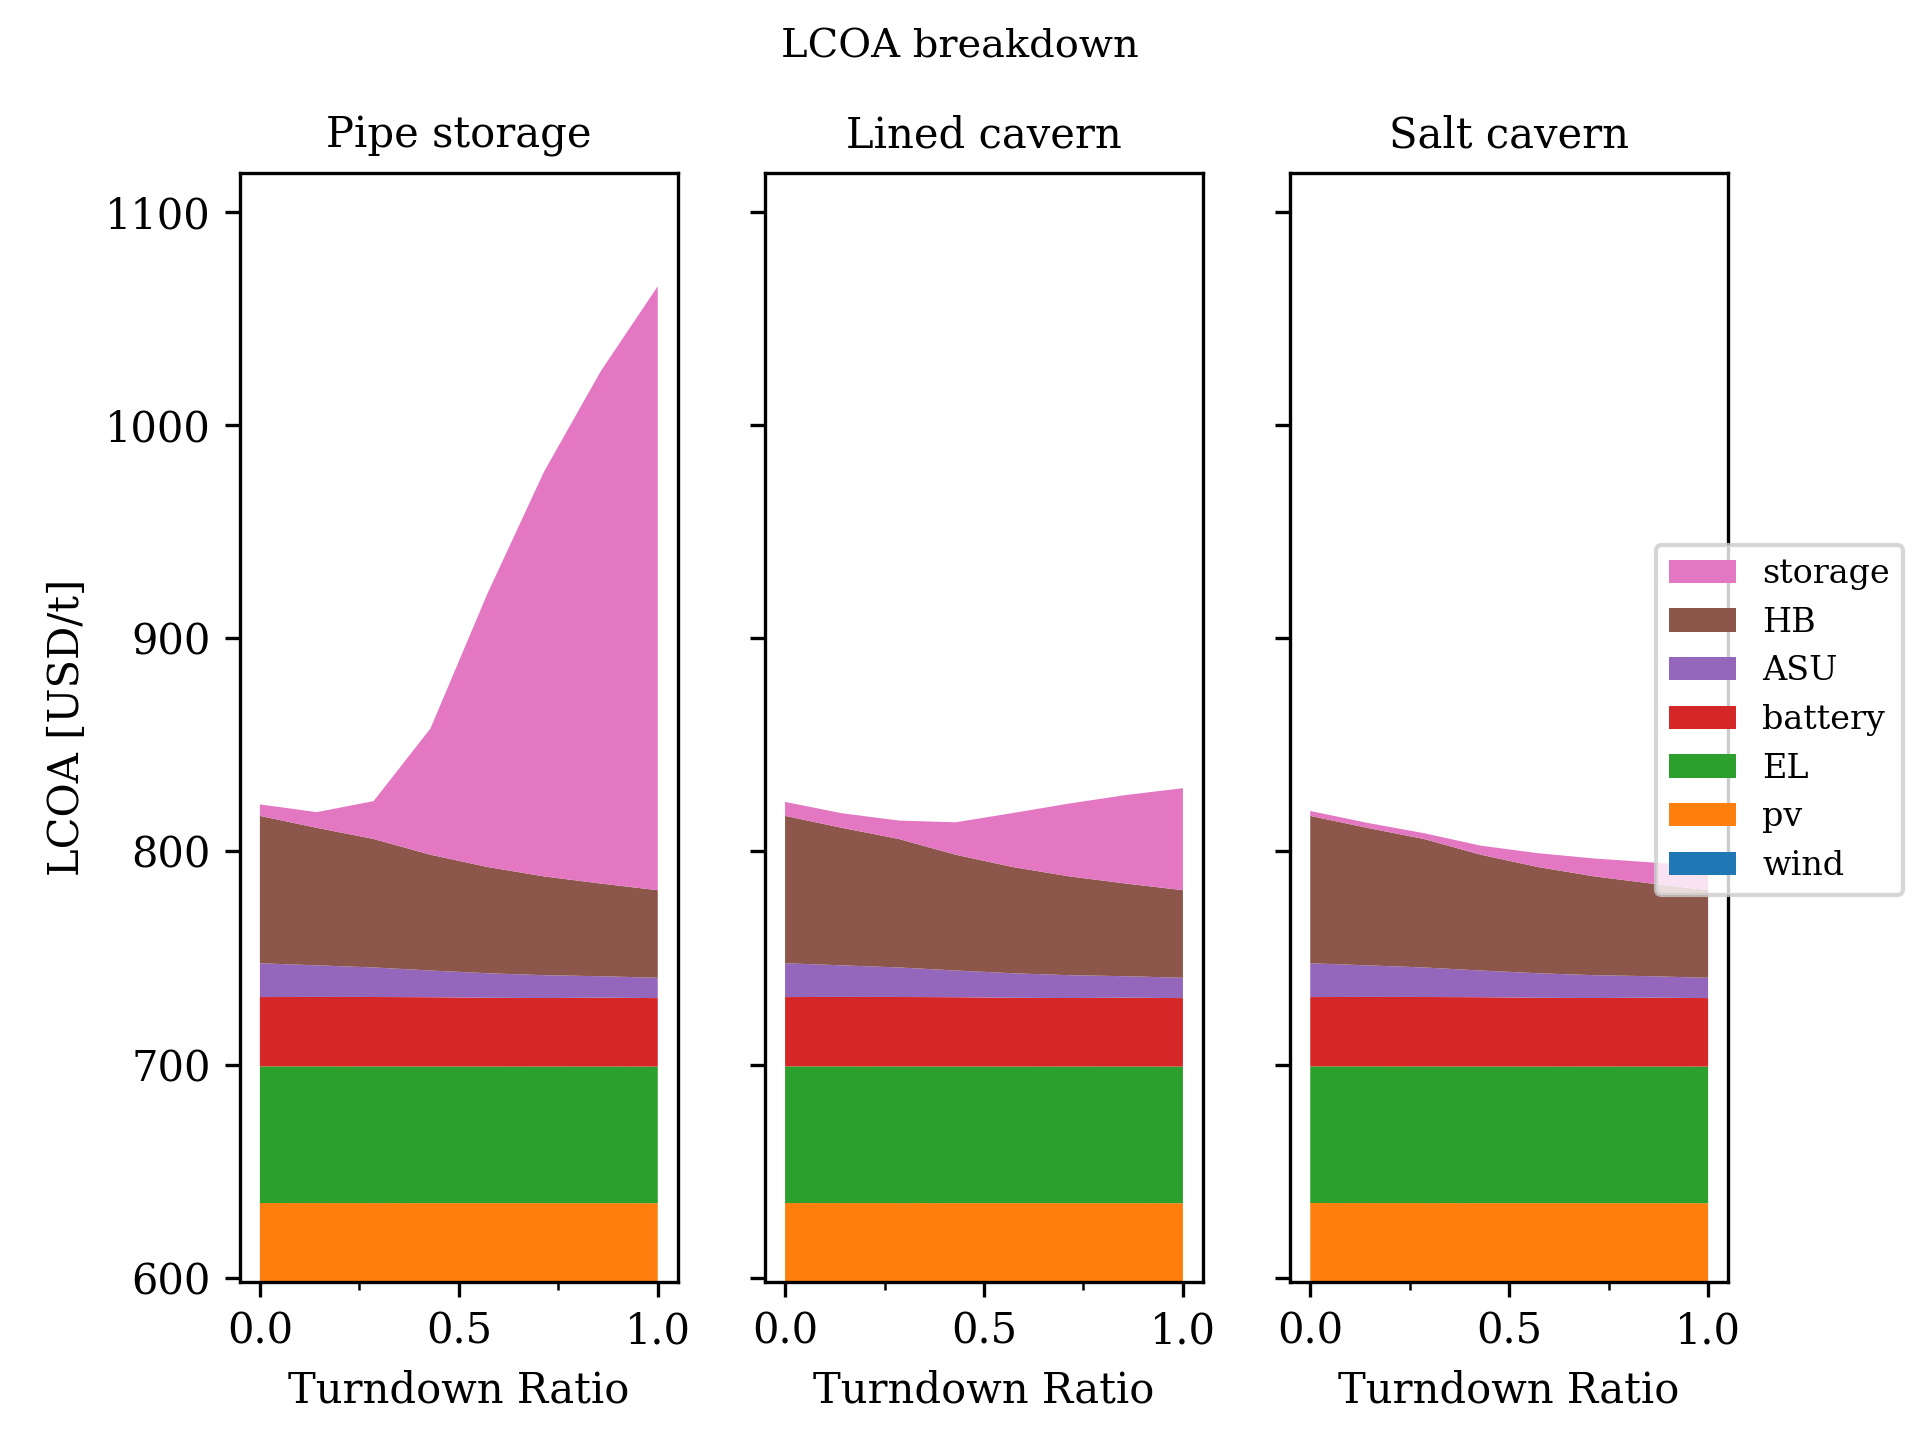 LCOA breakdown
Pipe storage
Lined cavern
Salt cavern
LCOA [USD/t]
1100
1000
900
800
700
600
0.0 0.5 1.0
0.0 0.5 1.0
0.0 0.5 1.0
Turndown Ratio
Turndown Ratio
Turndown Ratio
storage
HB
ASU
battery
EL
pv
wind